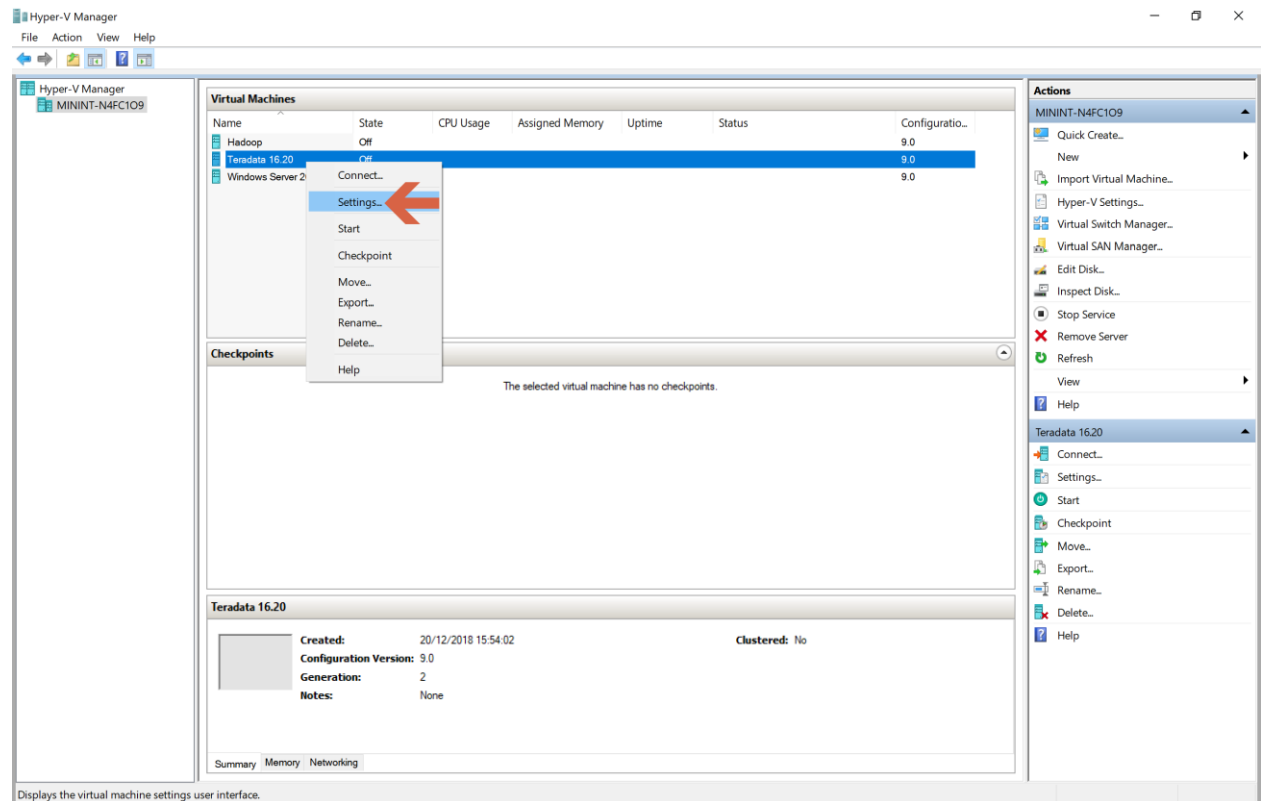 Hyper-V Manager
File Action View Help
Hyper-V Manager
MININT-N4FC1O9
Virtual Machines
Name State CPU Usage Assigned Memory Uptime Status Configuratio...
Hadoop Off 9.0
Teradata 16.20 Off 9.0
Windows Server 2 9.0
Connect...
Settings...
Start
Checkpoint
Move...
Export...
Rename...
Delete...
Help
Checkpoints
The selected virtual machine has no checkpoints.
Teradata 16.20
Created: 20/12/2018 15:54:02 Clustered: No
Configuration Version: 9.0
Generation: 2
Notes: None
Summary Memory Networking
Actions
MININT-N4FC1O9
Quick Create...
New
Import Virtual Machine...
Hyper-V Settings...
Virtual Switch Manager...
Virtual SAN Manager...
Edit Disk...
Inspect Disk...
Stop Service
Remove Server
Refresh
View
Help
Teradata 16.20
Connect...
Settings...
Start
Checkpoint
Move...
Export...
Rename...
Delete...
Help
Displays the virtual machine settings user interface.